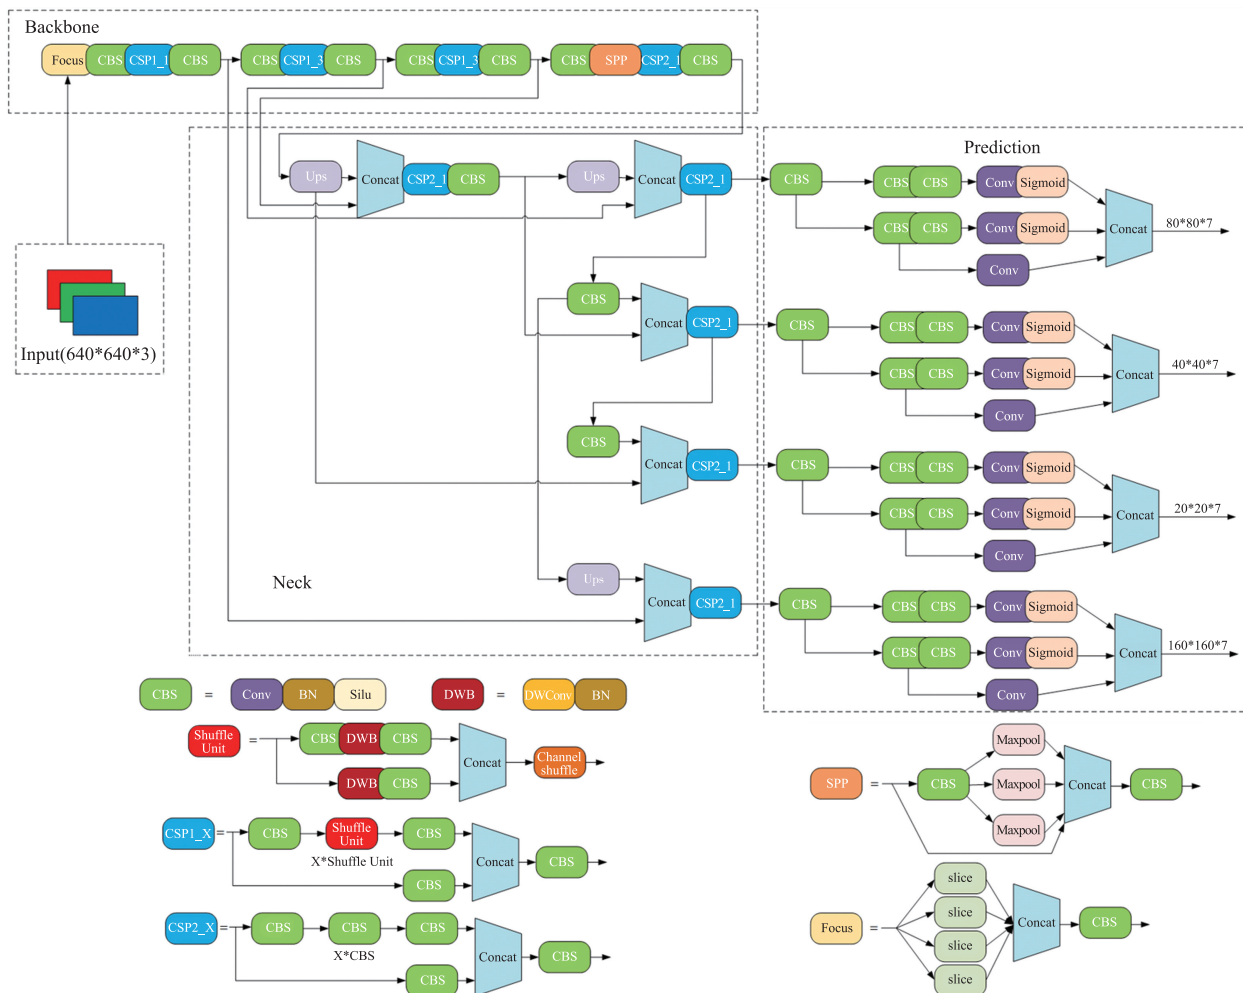 Backbone
Focus CBS CSP1_1 CBS CBS CSP1_3 CBS CBS CSP1_3 CBS CBS SPP CSP2_1 CBS
Input(640*640*3)
Neck
Ups Concat CSP2_1 CBS Ups Concat CSP2_1
CBS Concat CSP2_1
CBS Concat CSP2_1
Ups Concat CSP2_1
Prediction
CBS CBS CBS Conv Sigmoid
CBS CBS Conv Sigmoid Concat 80*80*7
Conv
CBS CBS CBS Conv Sigmoid
CBS CBS Conv Sigmoid Concat 40*40*7
Conv
CBS CBS CBS Conv Sigmoid
CBS CBS Conv Sigmoid Concat 20*20*7
Conv
CBS CBS CBS Conv Sigmoid
CBS CBS Conv Sigmoid Concat 160*160*7
Conv
CBS = Conv BN Silu
DWB = DWConv BN
Shuffle
Unit
= CBS DWB CBS
DWB CBS
Concat
Channel
shuffle
CSP1_X = CBS
Shuffle
Unit
CBS
X*Shuffle Unit
CBS
Concat
CBS
CSP2_X = CBS CBS CBS
X*CBS
CBS
Concat
CBS
SPP = CBS
Maxpool
Maxpool
Maxpool
Concat
CBS
Focus =
slice
slice
slice
slice
Concat
CBS